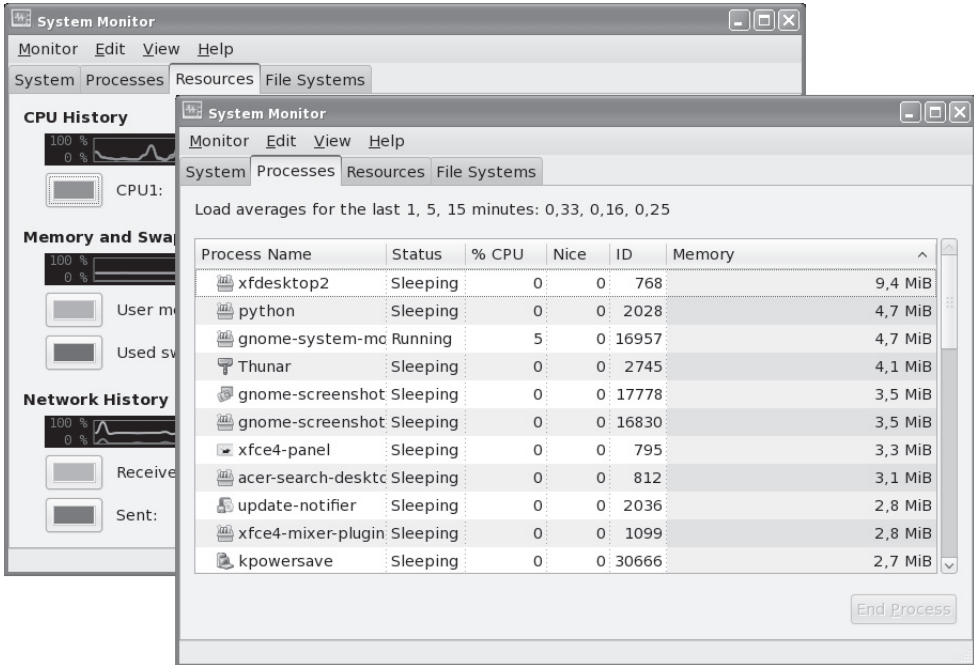 System Monitor
Monitor Edit View Help
System Processes Resources File Systems
CPU History
100 %
0 %
CPU1:
Memory and Swa
100 %
0 %
User m
Used sw
Network History
100 %
0 %
Receive
Sent:
System Monitor
Monitor Edit View Help
System Processes Resources File Systems
Load averages for the last 1, 5, 15 minutes: 0,33, 0,16, 0,25
Process Name Status % CPU Nice ID Memory
xfdesktop2 Sleeping 0 0 768 9,4 MiB
python Sleeping 0 0 2028 4,7 MiB
gnome-system-mo Running 5 0 16957 4,7 MiB
Thunar Sleeping 0 0 2745 4,1 MiB
gnome-screenshot Sleeping 0 0 17778 3,5 MiB
gnome-screenshot Sleeping 0 0 16830 3,5 MiB
xfce4-panel Sleeping 0 0 795 3,3 MiB
acer-search-deskto Sleeping 0 0 812 3,1 MiB
update-notifier Sleeping 0 0 2036 2,8 MiB
xfce4-mixer-plugin Sleeping 0 0 1099 2,8 MiB
kpowersave Sleeping 0 0 30666 2,7 MiB
End Process